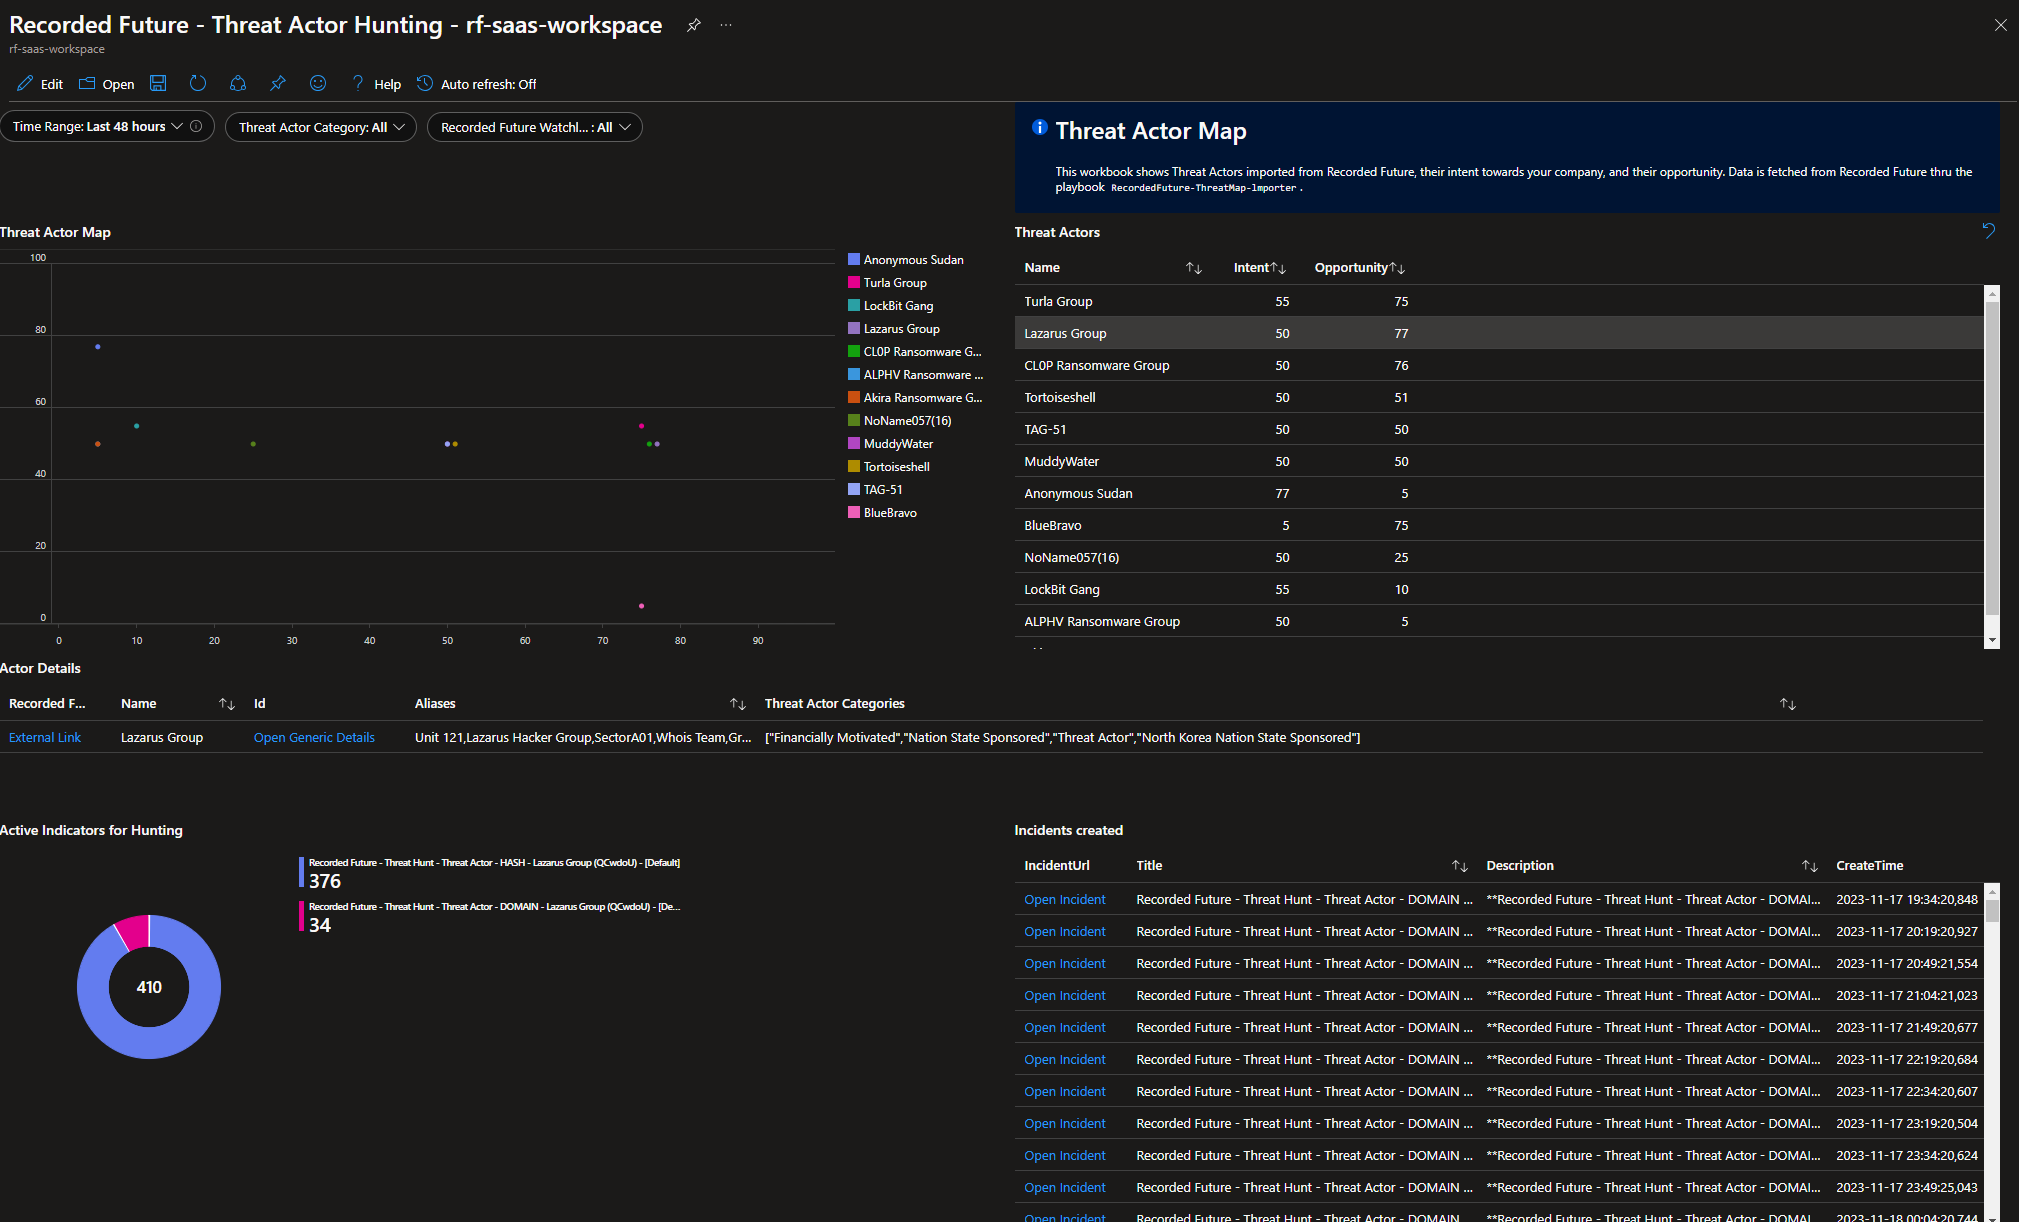 Recorded Future - Threat Actor Hunting - rf-saas-workspace
rf-saas-workspace
Edit Open Help Auto refresh: Off
Time Range: Last 48 hours Threat Actor Category: All Recorded Future Watchl... : All
Threat Actor Map
This workbook shows Threat Actors imported from Recorded Future, their intent towards your company, and their opportunity. Data is fetched from Recorded Future thru the
playbook RecordedFuture-ThreatMap-Importer .
Threat Actor Map
100
80
60
40
20
0
0 10 20 30 40 50 60 70 80 90
Anonymous Sudan
Turla Group
LockBit Gang
Lazarus Group
CL0P Ransomware G...
ALPHV Ransomware ...
Akira Ransomware G...
NoName057(16)
MuddyWater
Tortoiseshell
TAG-51
BlueBravo
Threat Actors
Name Intent Opportunity
Turla Group 55 75
Lazarus Group 50 77
CL0P Ransomware Group 50 76
Tortoiseshell 50 51
TAG-51 50 50
MuddyWater 50 50
Anonymous Sudan 77 5
BlueBravo 5 75
NoName057(16) 50 25
LockBit Gang 55 10
ALPHV Ransomware Group 50 5
Actor Details
Recorded F... Name Id Aliases Threat Actor Categories
External Link Lazarus Group Open Generic Details Unit 121,Lazarus Hacker Group,SectorA01,Whois Team,Gr... ["Financially Motivated","Nation State Sponsored","Threat Actor","North Korea Nation State Sponsored"]
Active Indicators for Hunting
410
Recorded Future - Threat Hunt - Threat Actor - HASH - Lazarus Group (QCwdoU) - [Default]
376
Recorded Future - Threat Hunt - Threat Actor - DOMAIN - Lazarus Group (QCwdoU) - [De...
34
Incidents created
IncidentUrl Title Description CreateTime
Open Incident Recorded Future - Threat Hunt - Threat Actor - DOMAIN ... **Recorded Future - Threat Hunt - Threat Actor - DOMAI... 2023-11-17 19:34:20,848
Open Incident Recorded Future - Threat Hunt - Threat Actor - DOMAIN ... **Recorded Future - Threat Hunt - Threat Actor - DOMAI... 2023-11-17 20:19:20,927
Open Incident Recorded Future - Threat Hunt - Threat Actor - DOMAIN ... **Recorded Future - Threat Hunt - Threat Actor - DOMAI... 2023-11-17 20:49:21,554
Open Incident Recorded Future - Threat Hunt - Threat Actor - DOMAIN ... **Recorded Future - Threat Hunt - Threat Actor - DOMAI... 2023-11-17 21:04:21,023
Open Incident Recorded Future - Threat Hunt - Threat Actor - DOMAIN ... **Recorded Future - Threat Hunt - Threat Actor - DOMAI... 2023-11-17 21:49:20,677
Open Incident Recorded Future - Threat Hunt - Threat Actor - DOMAIN ... **Recorded Future - Threat Hunt - Threat Actor - DOMAI... 2023-11-17 22:19:20,684
Open Incident Recorded Future - Threat Hunt - Threat Actor - DOMAIN ... **Recorded Future - Threat Hunt - Threat Actor - DOMAI... 2023-11-17 22:34:20,607
Open Incident Recorded Future - Threat Hunt - Threat Actor - DOMAIN ... **Recorded Future - Threat Hunt - Threat Actor - DOMAI... 2023-11-17 23:19:20,504
Open Incident Recorded Future - Threat Hunt - Threat Actor - DOMAIN ... **Recorded Future - Threat Hunt - Threat Actor - DOMAI... 2023-11-17 23:34:20,624
Open Incident Recorded Future - Threat Hunt - Threat Actor - DOMAIN ... **Recorded Future - Threat Hunt - Threat Actor - DOMAI... 2023-11-17 23:49:25,043
Open Incident Recorded Future - Threat Hunt - Threat Actor - DOMAIN ... **Recorded Future - Threat Hunt - Threat Actor - DOMAI... 2023-11-18 00:04:20,744